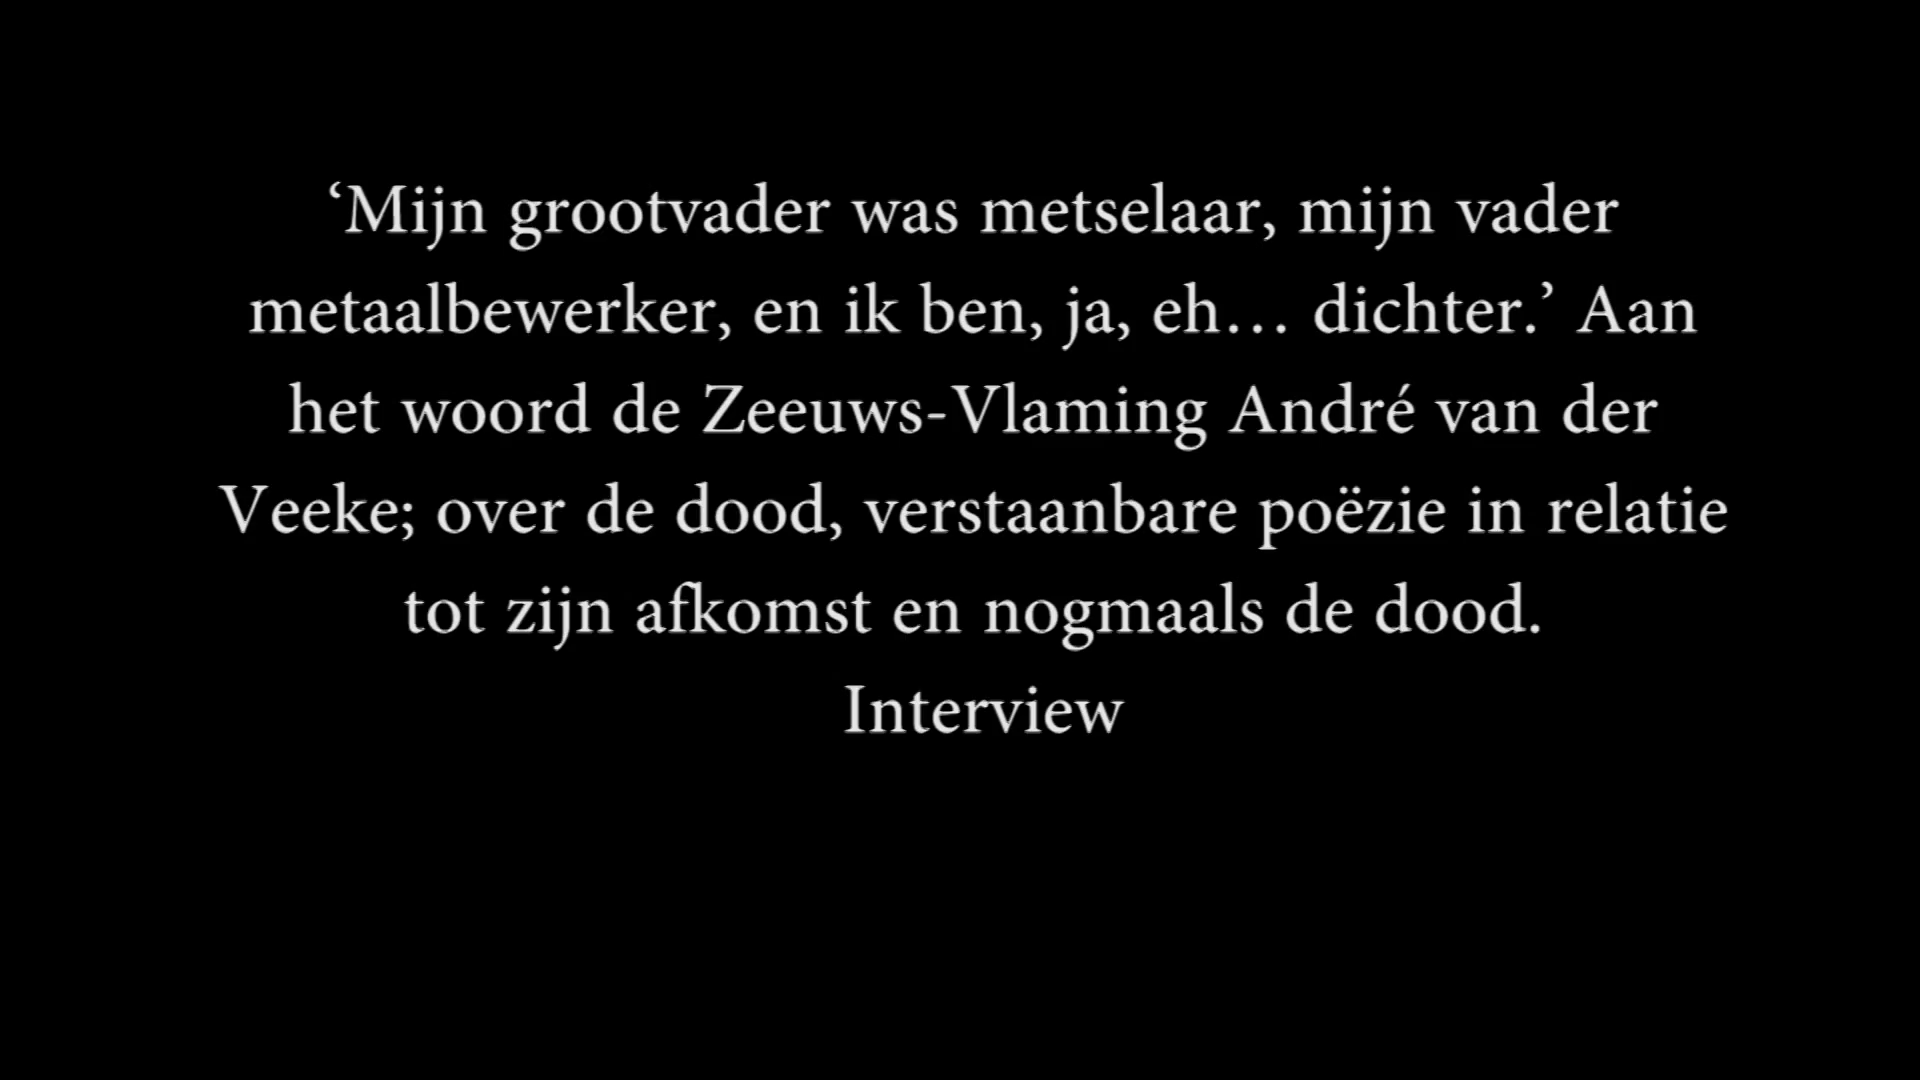 ‘Mijn grootvader was metselaar, mijn vader
metaalbewerker, en ik ben, ja, eh… dichter.’ Aan
het woord de Zeeuws-Vlaming André van der
Veeke; over de dood, verstaanbare poëzie in relatie
tot zijn afkomst en nogmaals de dood.
Interview